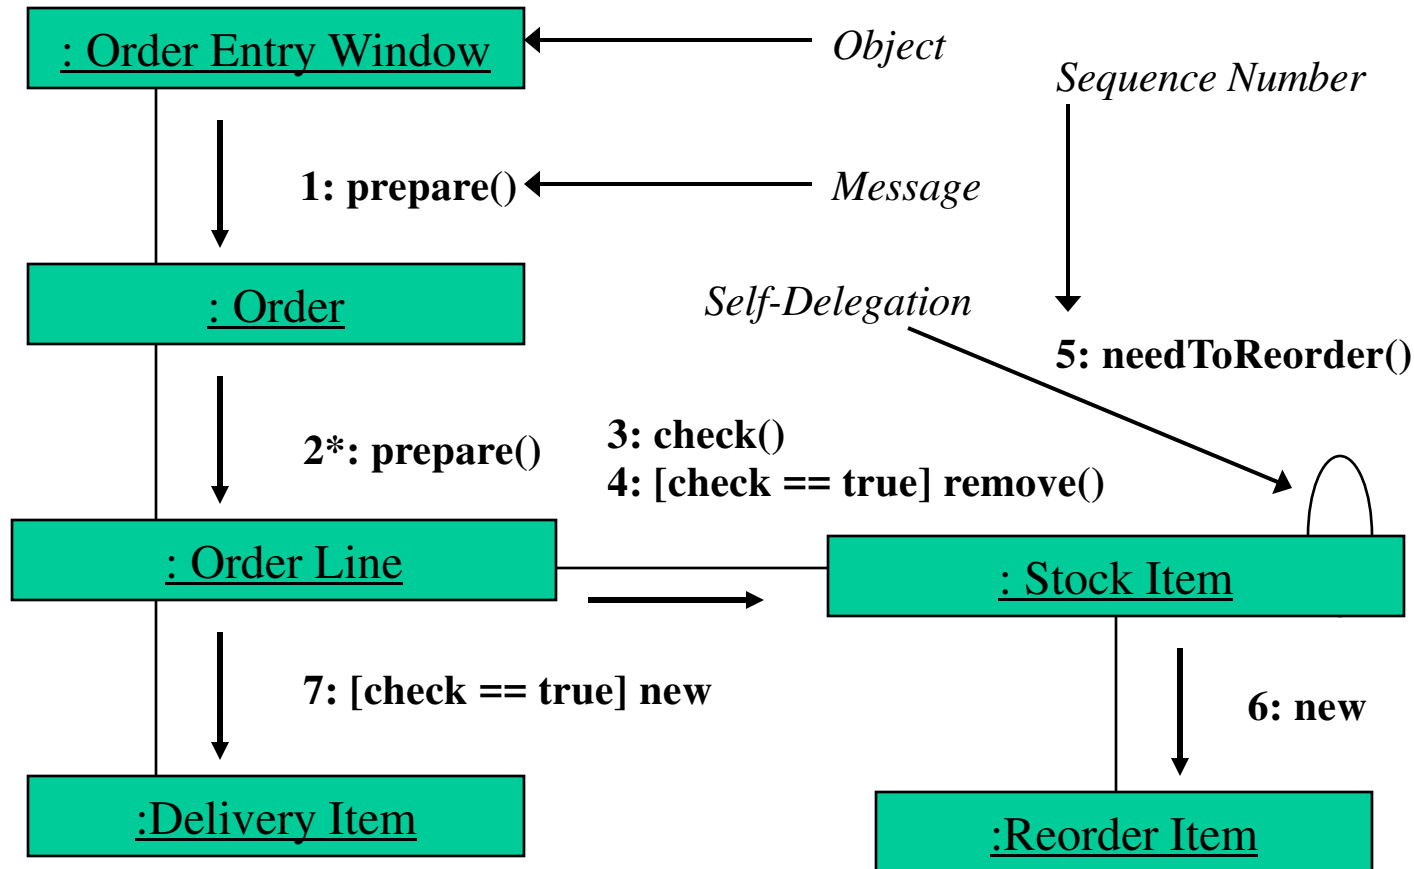 : Order Entry Window
Object
Sequence Number
1: prepare()
Message
: Order
Self-Delegation
5: needToReorder()
2*: prepare()
3: check()
4: [check == true] remove()
: Order Line
: Stock Item
7: [check == true] new
6: new
:Delivery Item
:Reorder Item